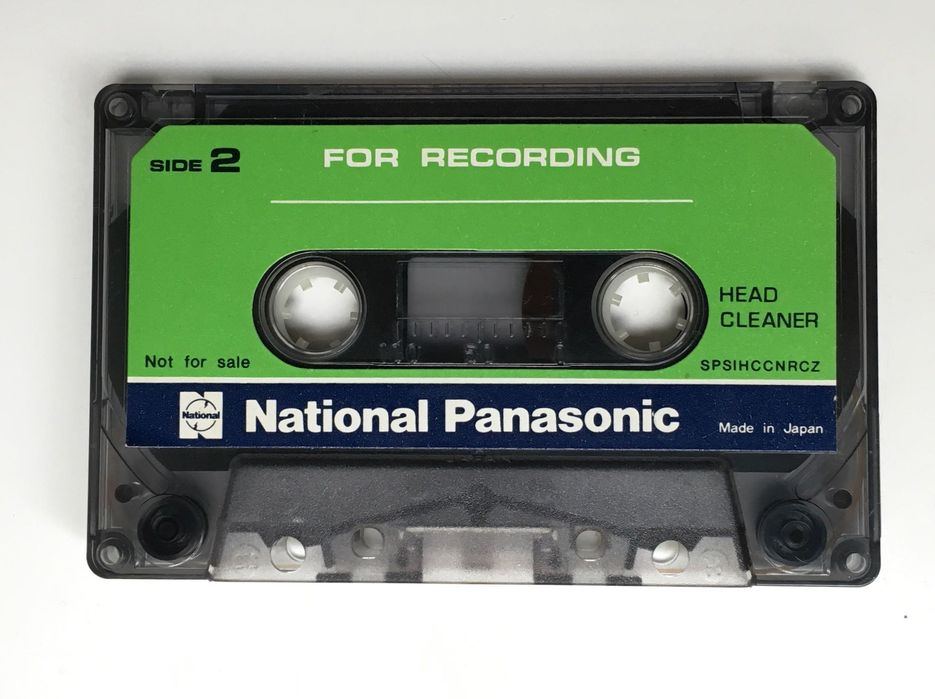 SIDE 2
FOR RECORDING
HEAD
CLEANER
Not for sale
SPSIHCCNRCZ
National
National Panasonic
Made in Japan